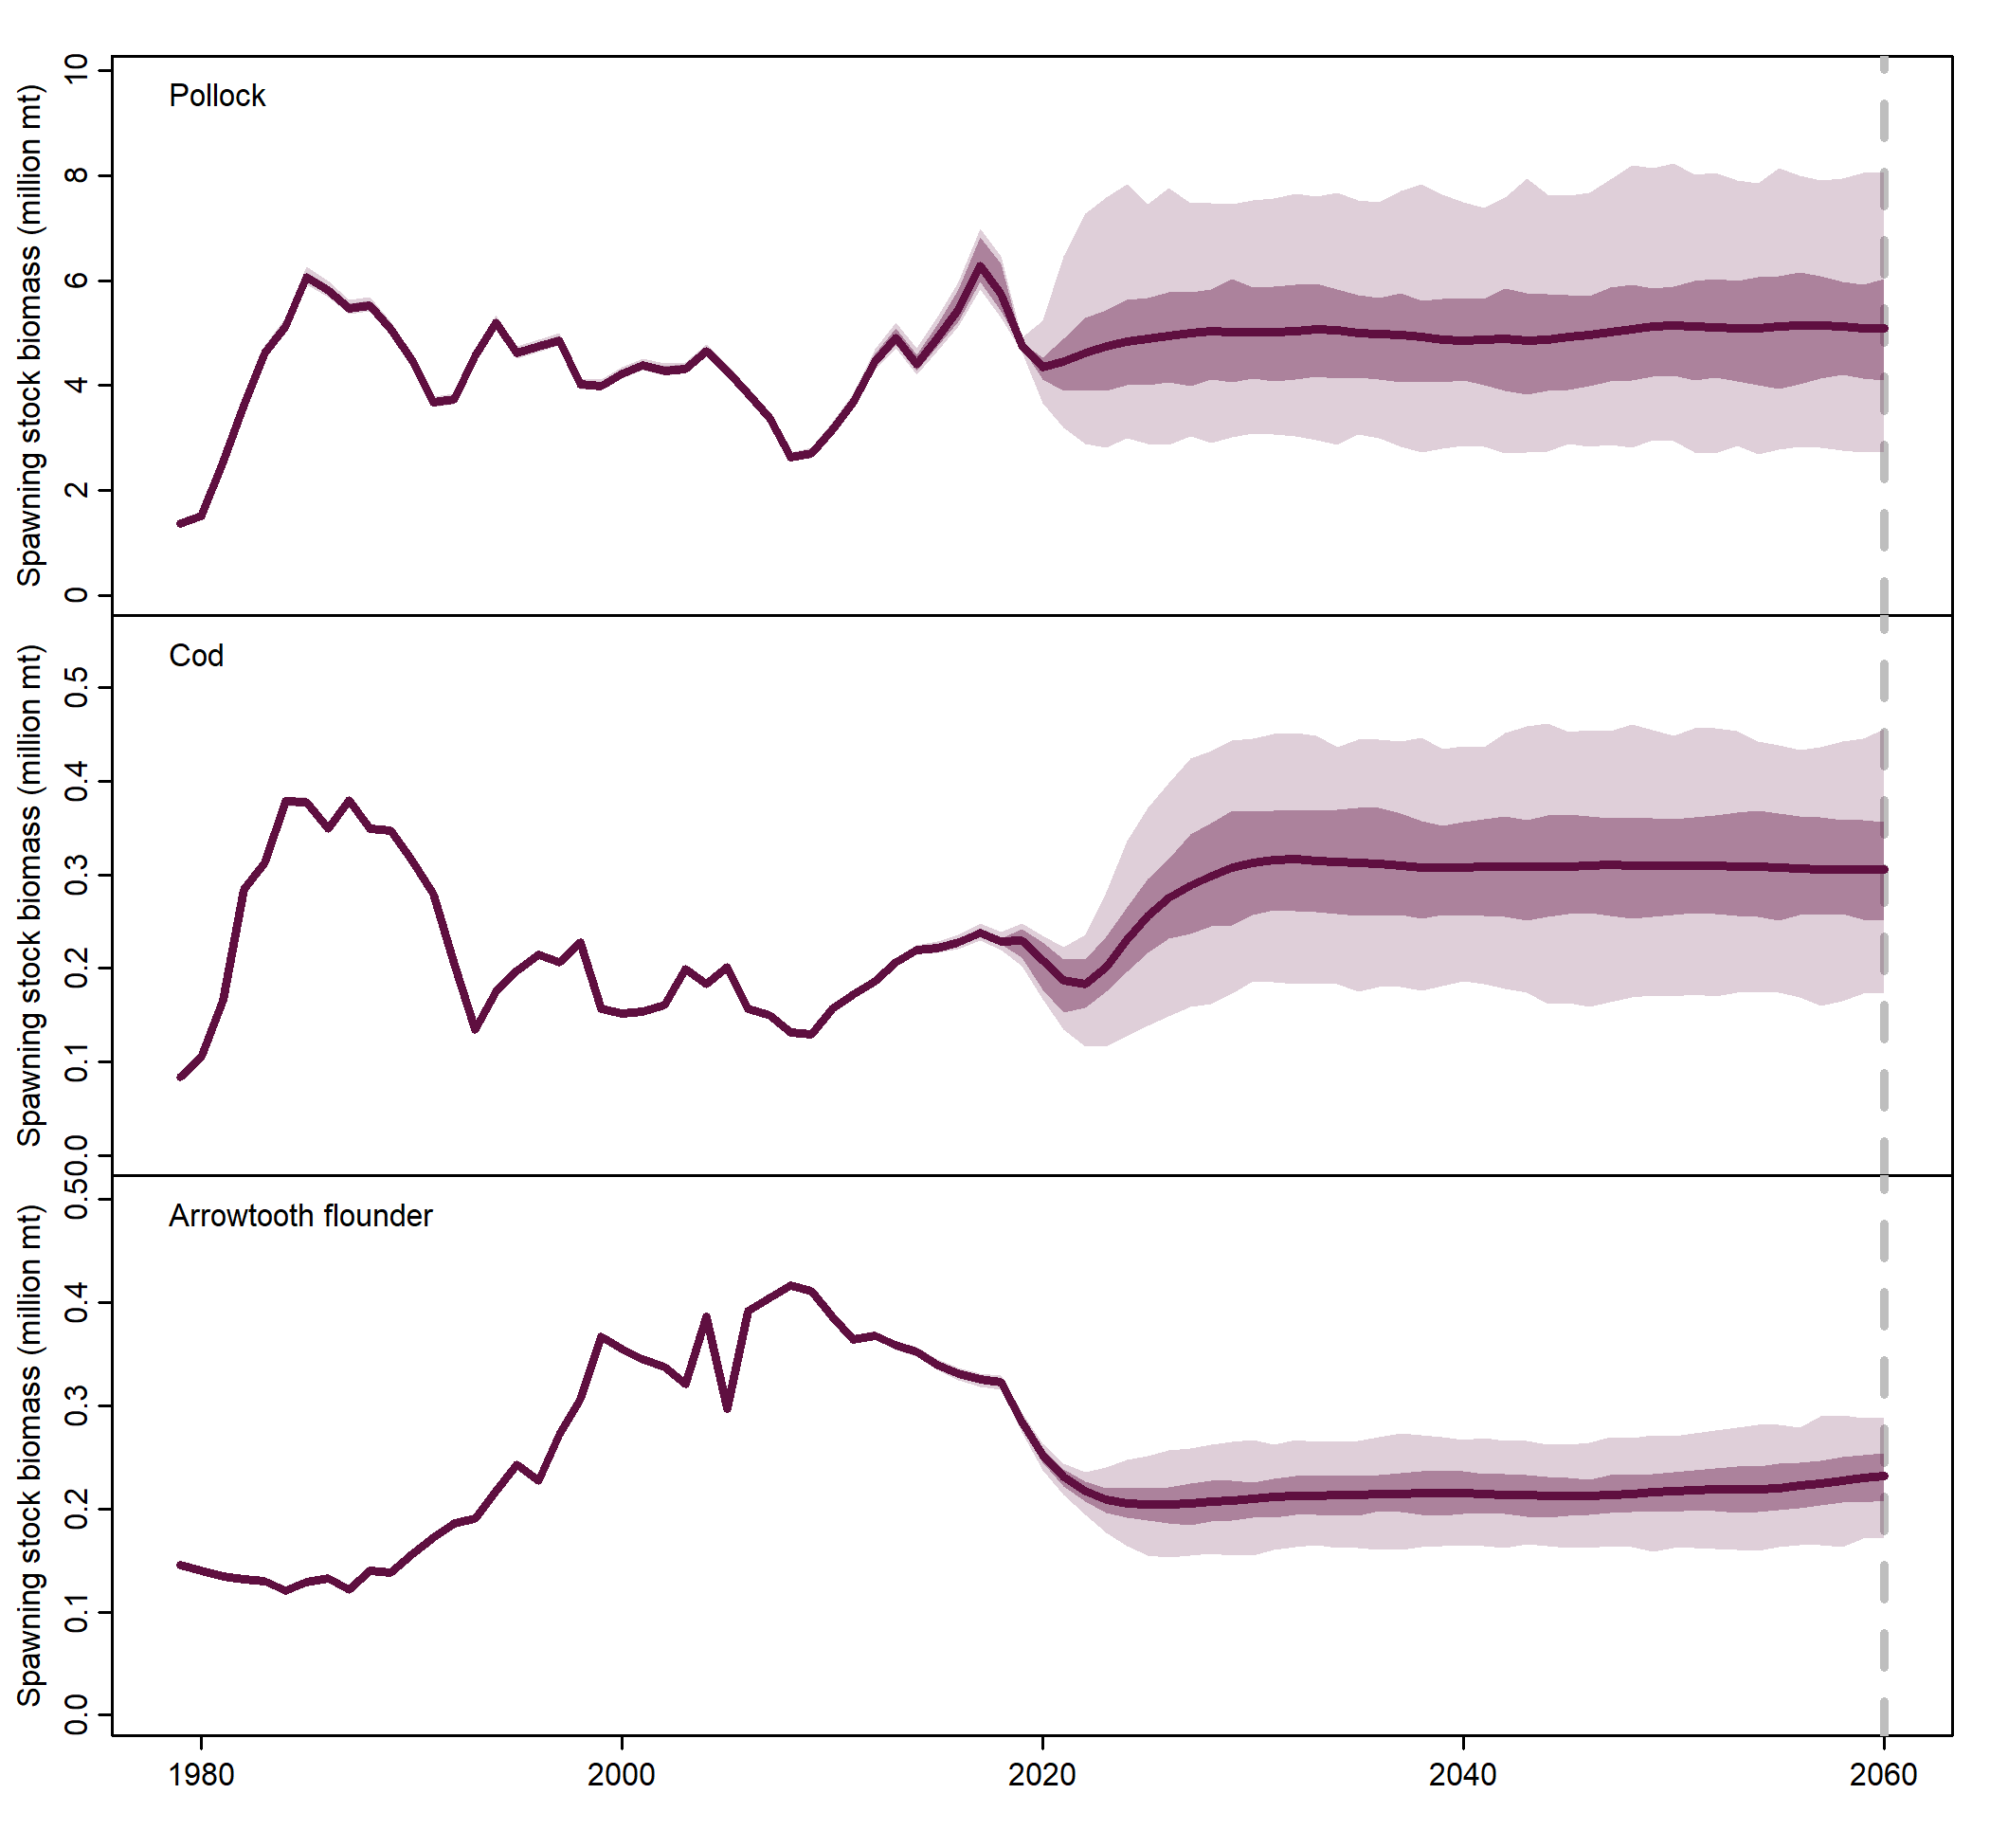 Pollock
Spawning stock biomass (million mt)
10
8
6
4
2
0
Cod
Spawning stock biomass (million mt)
0.5
0.4
0.3
0.2
0.1
0.0
Arrowtooth flounder
Spawning stock biomass (million mt)
0.5
0.4
0.3
0.2
0.1
0.0
1980 2000 2020 2040 2060